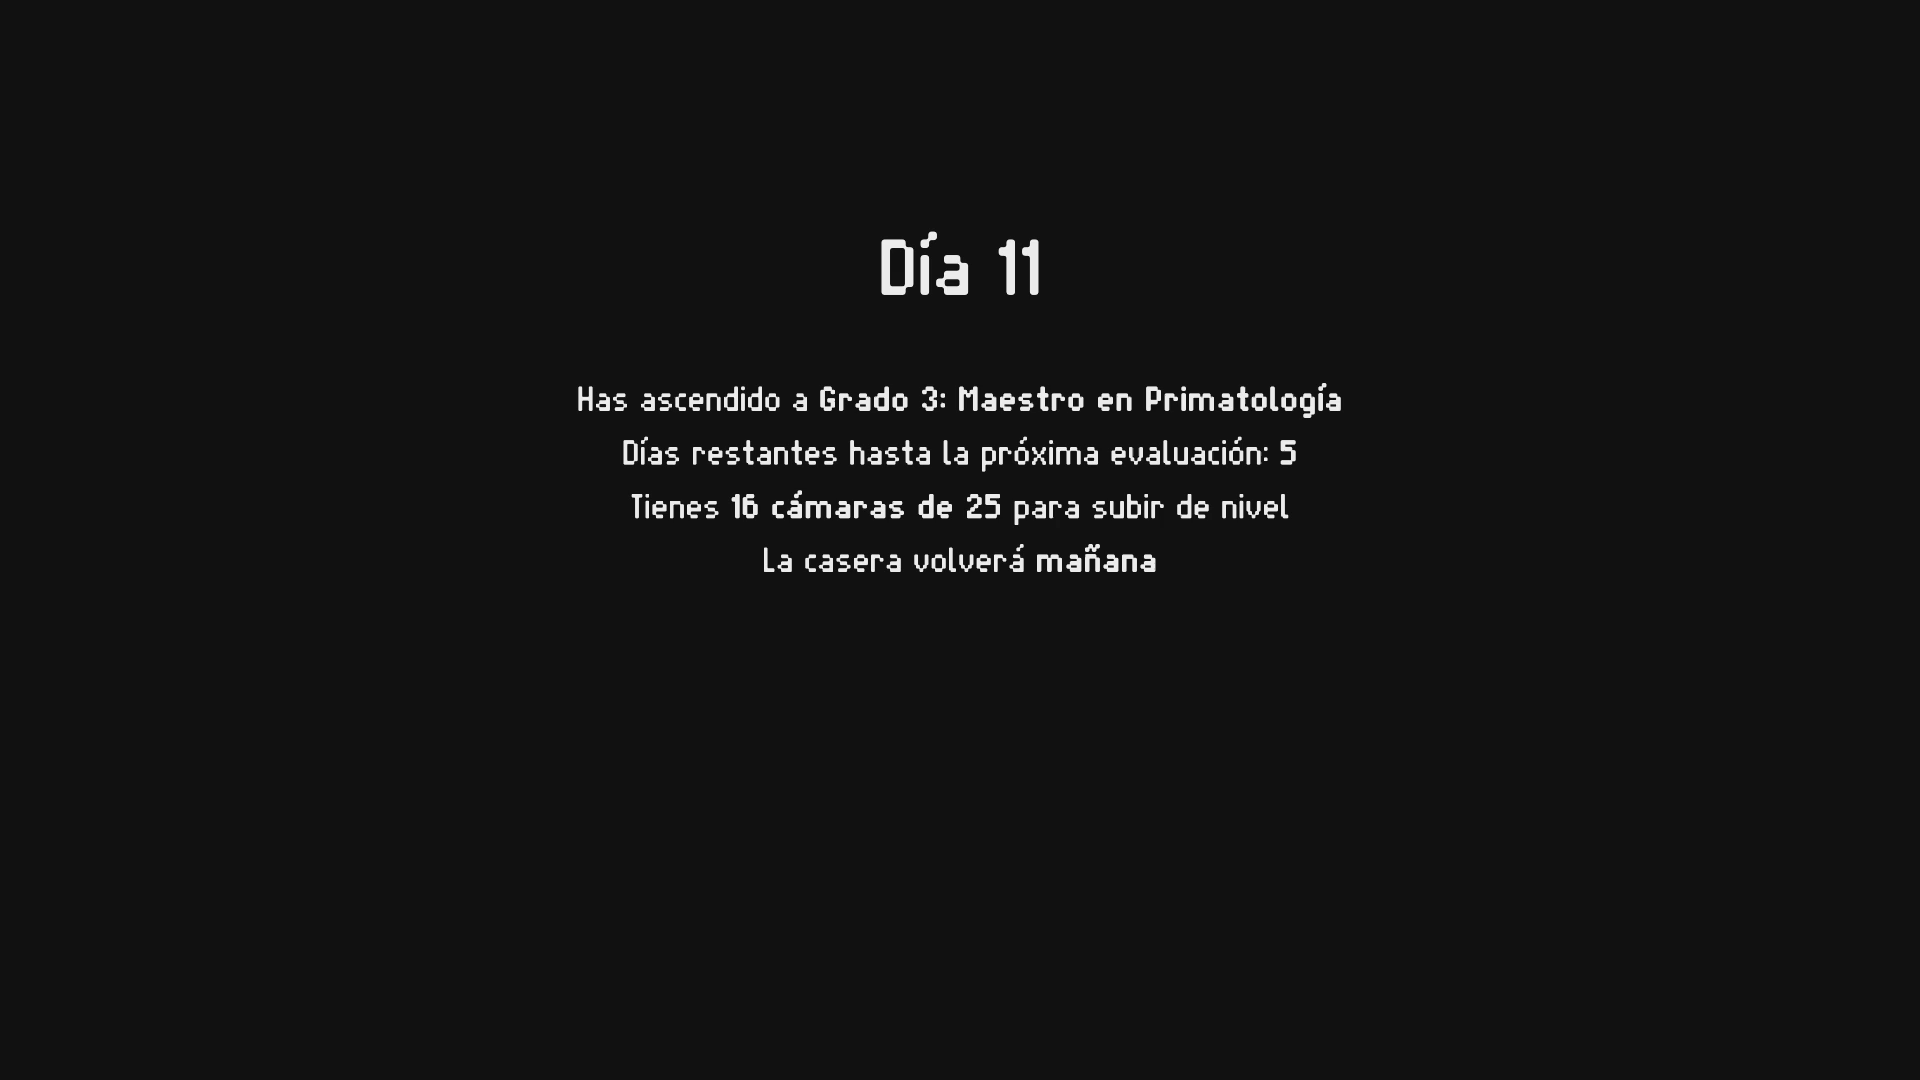 Día 11
Has ascendido a Grado 3: Maestro en Primatología
Días restantes hasta la próxima evaluación: 5
Tienes 16 cámaras de 25 para subir de nivel
La casera volverá mañana